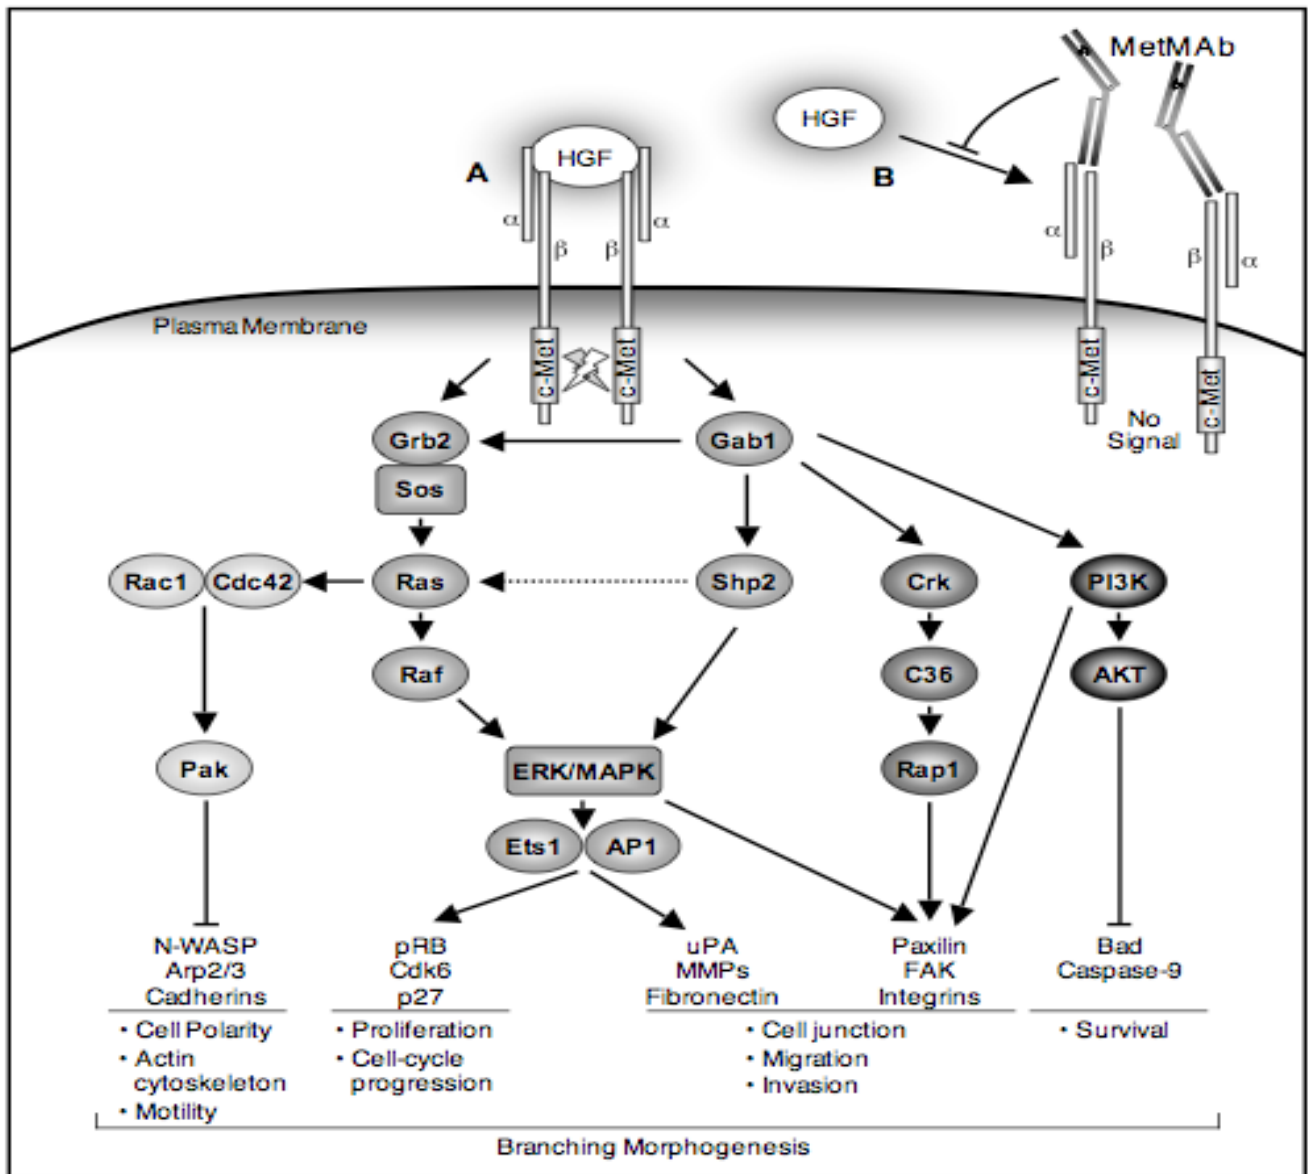 MetMAb
HGF
HGF
A
B
α
α
β
β
α
β
β
α
Plasma Membrane
c-Met
c-Met
c-Met
c-Met
No
Signal
Grb2
Gab1
Sos
Rac1
Cdc42
Ras
Shp2
Crk
PI3K
Raf
C36
AKT
Pak
ERK/MAPK
Rap1
Ets1
AP1
N-WASP
Arp2/3
Cadherins
• Cell Polarity
• Actin
cytoskeleton
• Motility
pRB
Cdk6
p27
• Proliferation
• Cell-cycle
progression
uPA
MMPs
Fibronectin
Paxilin
FAK
Integrins
• Cell junction
• Migration
• Invasion
Bad
Caspase-9
• Survival
Branching Morphogenesis